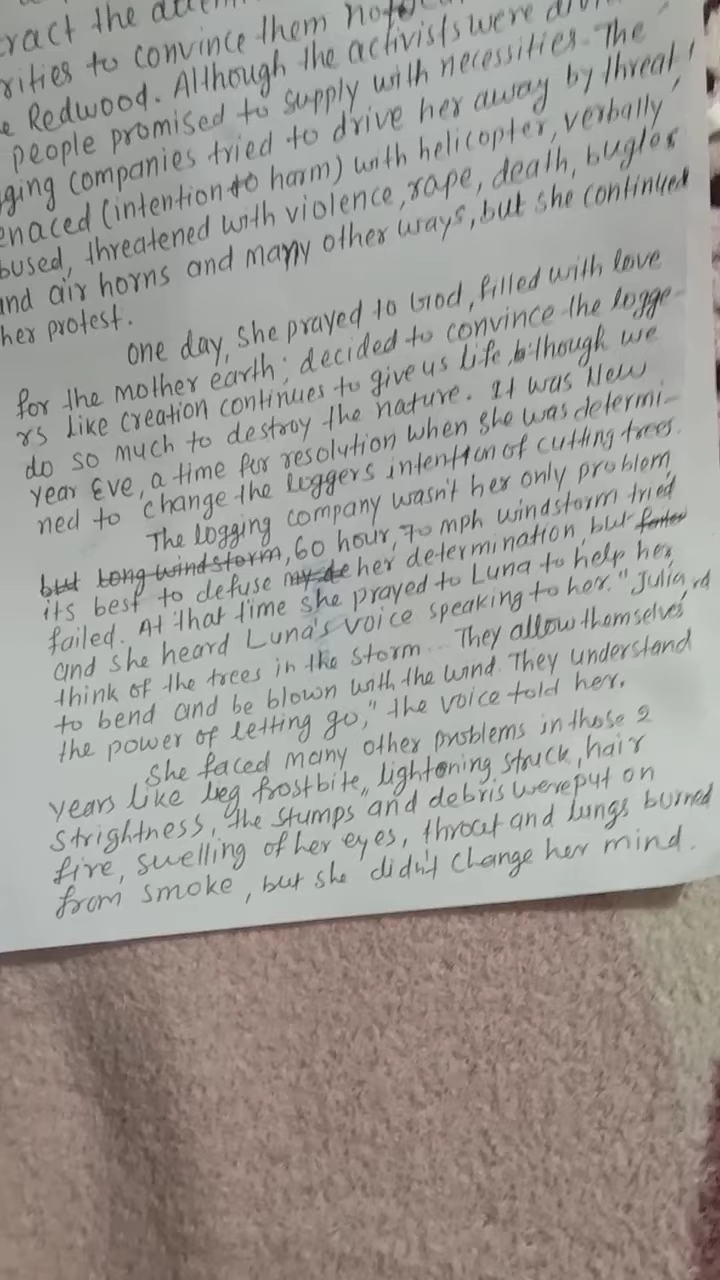 ract the
rities to convince them
Redwood. Although the activists were
people promised to supply with necessities. The
ging companies tried to drive her away by threat,
enaced (intention to harm) with helicopter, verbally
bused, threatened with violence, rape, death, bugles
nd air horns and many other ways, but she continued
her protest.
One day, she prayed to God, filled with love
for the mother earth; decided to convince the logge-
rs like creation continues to give us life, although we
do so much to destroy the nature. It was New
year Eve, a time for resolution when she was determi-
ned to change the loggers intention of cutting trees.
The logging company wasn't her only problem,
but long windstorm, 60 hour, 70 mph windstorm tried
its best to defuse her determination, but
failed. At that time she prayed to Luna to help her,
and she heard Luna's voice speaking to her. "Julia,
think of the trees in the storm... They allow themselves
to bend and be blown with the wind. They understand
the power of letting go," the voice told her.
She faced many other problems in those 2
years like leg frostbite, lightening struck, hair
strightness, the stumps and debris were put on
fire, swelling of her eyes, throat and lungs burned
from smoke, but she didn't change her mind.